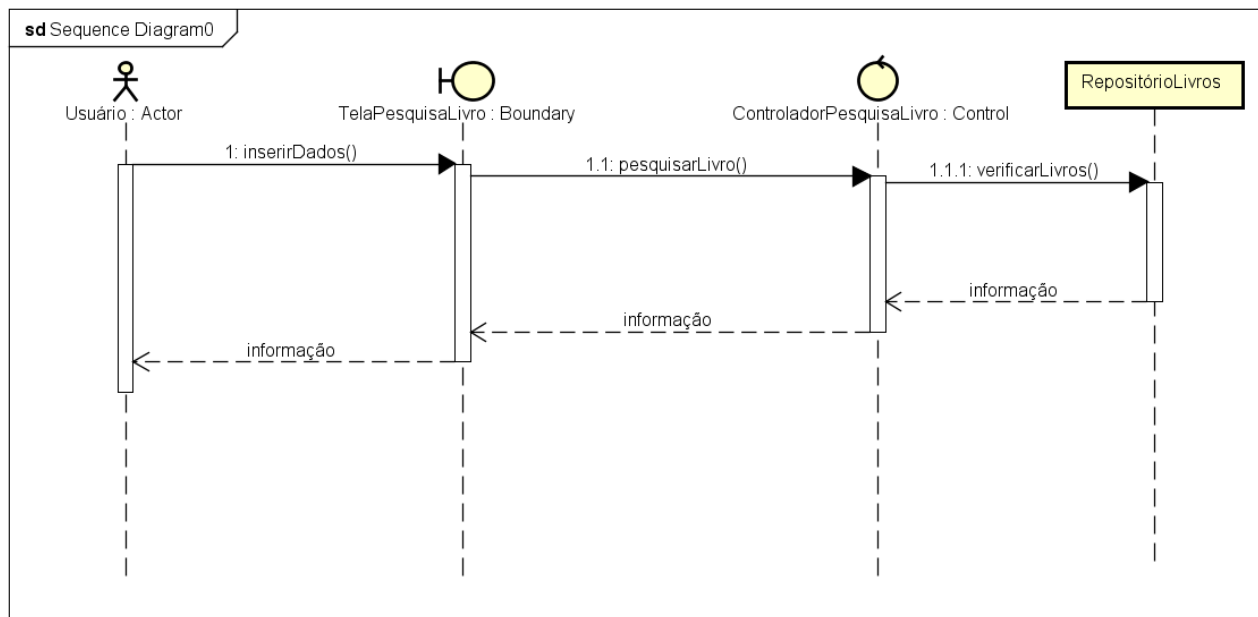 sd Sequence Diagram0
Usuário : Actor
TelaPesquisaLivro : Boundary
ControladorPesquisaLivro : Control
RepositórioLivros
1: inserirDados()
1.1: pesquisarLivro()
1.1.1: verificarLivros()
informação
informação
informação